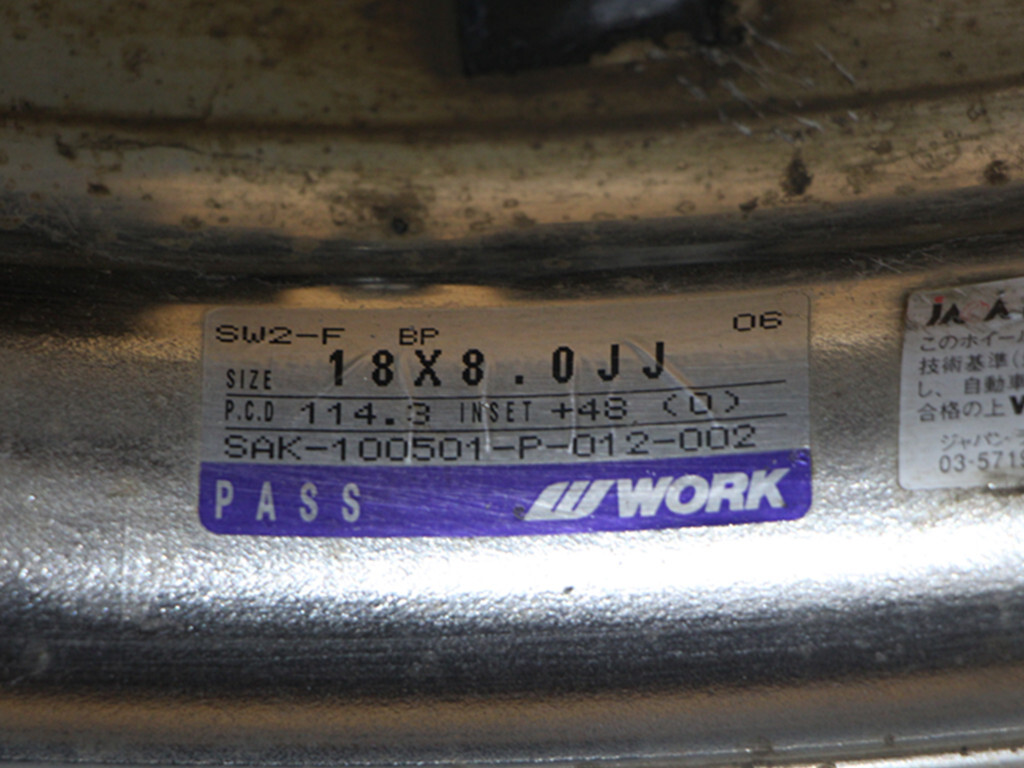 SW2-F BP 06
SIZE 18X8.0JJ
P.C.D 114.3 INSET +48 (0)
SAK-100501-P-012-002
PASS WORK
このホイール
技術基準(
し、自動車
合格の上
ジャパン・
03-5719